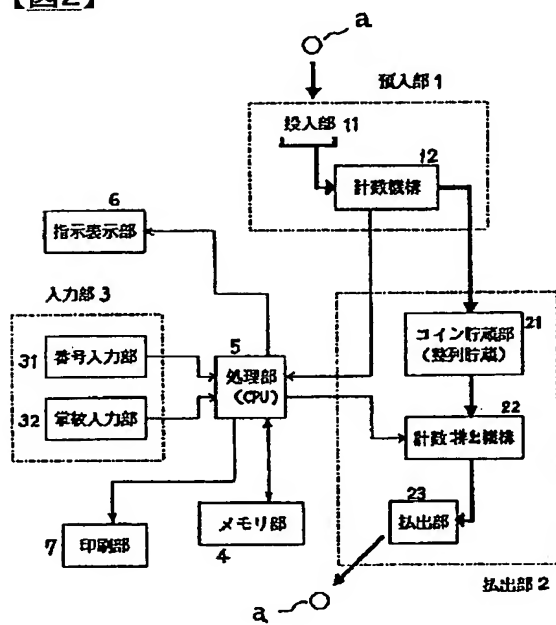 【図2】
a
預入部1
投入部 11
12
計数機構
6
指示表示部
入力部 3
31
番号入力部
32
掌紋入力部
5
処理部
(CPU)
21
コイン貯蔵部
(整列貯蔵)
22
計数排出機構
23
払出部
7
印刷部
メモリ部
4
a
払出部2